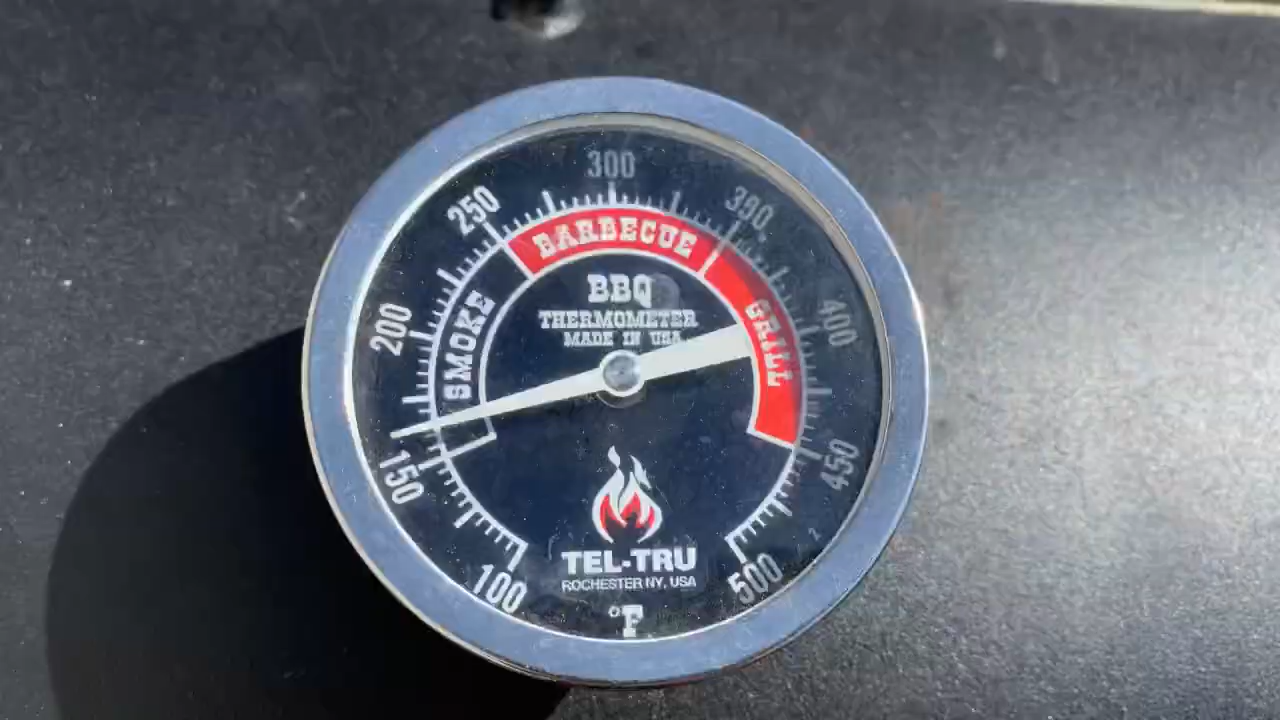 300
250
350
BARBECUE
200
SMOKE
BBQ
THERMOMETER
MADE IN USA
GRILL
400
150
450
TEL-TRU
ROCHESTER NY, USA
100
500
°F